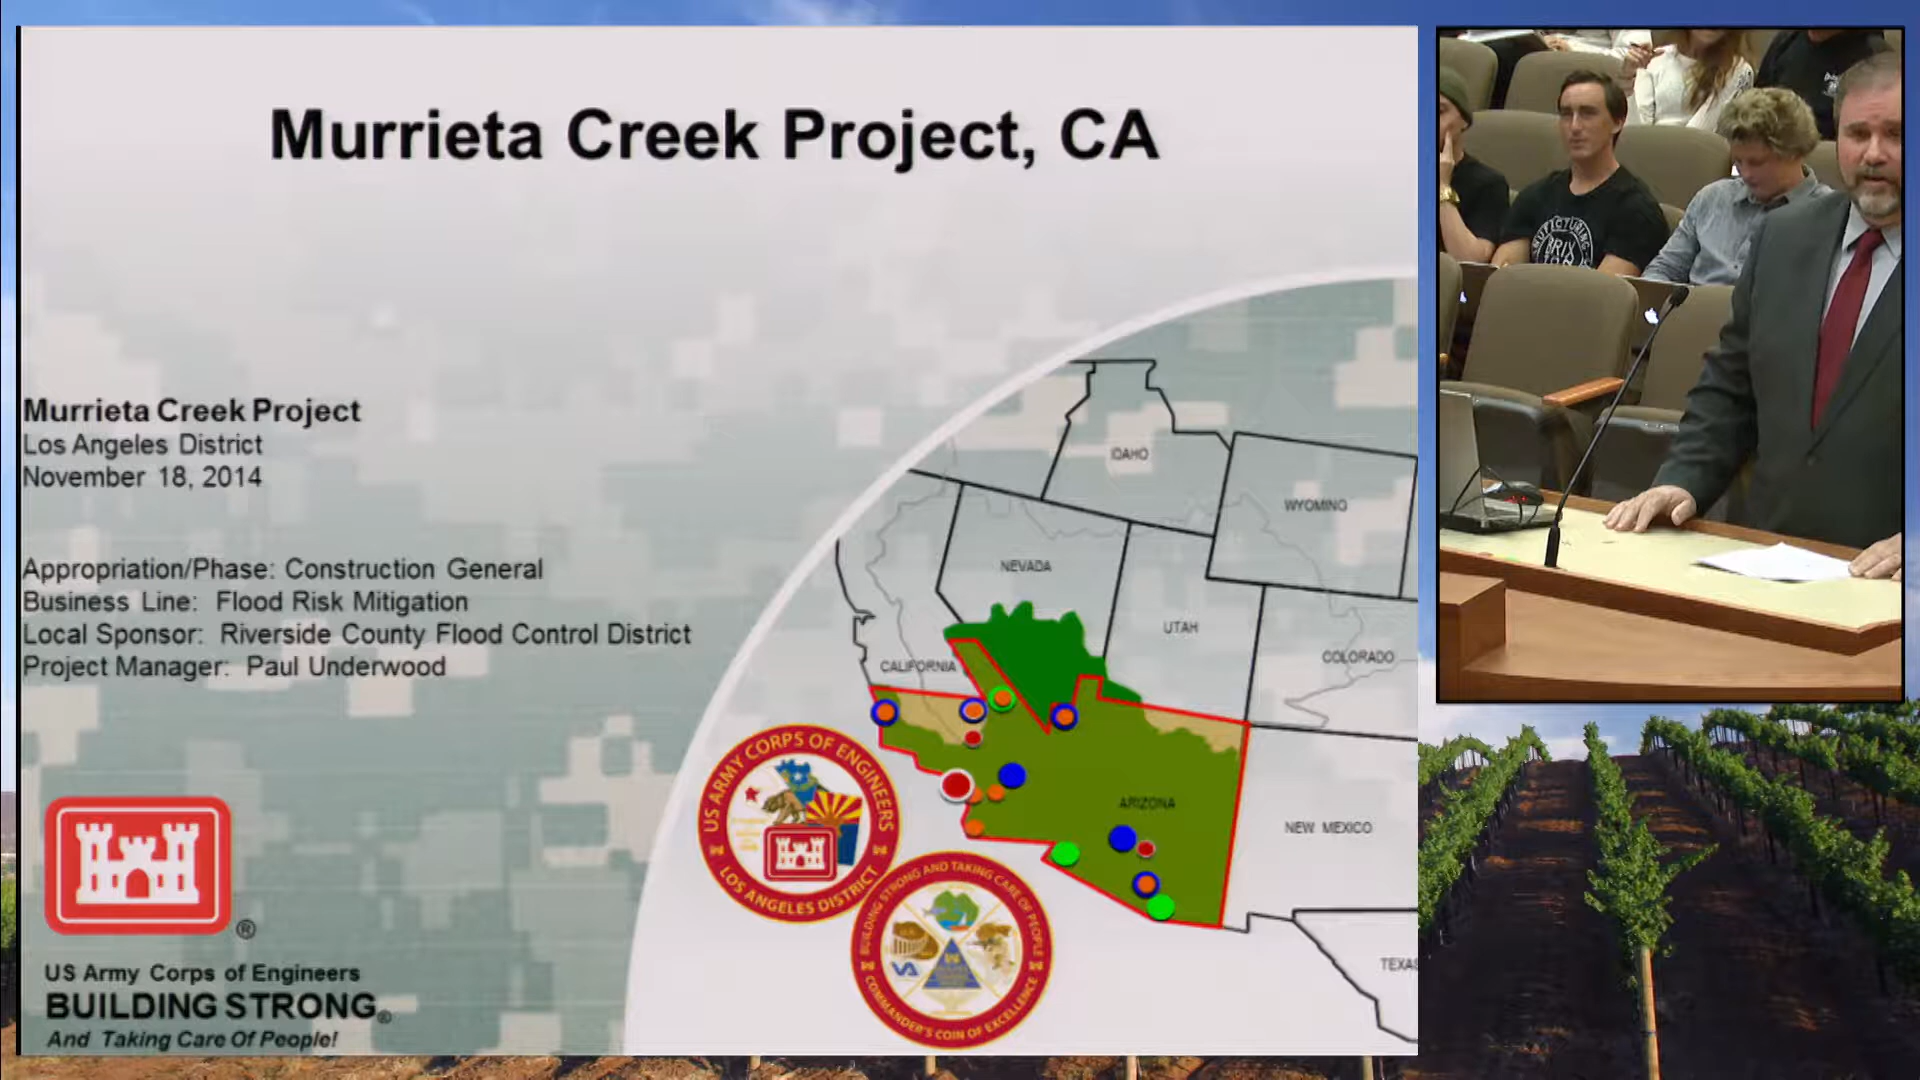 Murrieta Creek Project, CA
Murrieta Creek Project
Los Angeles District
November 18, 2014
Appropriation/Phase: Construction General
Business Line: Flood Risk Mitigation
Local Sponsor: Riverside County Flood Control District
Project Manager: Paul Underwood
IDAHO
WYOMING
NEVADA
UTAH
CALIFORNIA
COLORADO
ARIZONA
NEW MEXICO
TEXAS
US ARMY CORPS OF ENGINEERS
LOS ANGELES DISTRICT
BUILDING STRONG AND TAKING CARE OF PEOPLE
COMMANDER'S COIN OF EXCELLENCE
®
US Army Corps of Engineers
BUILDING STRONG®
And Taking Care Of People!